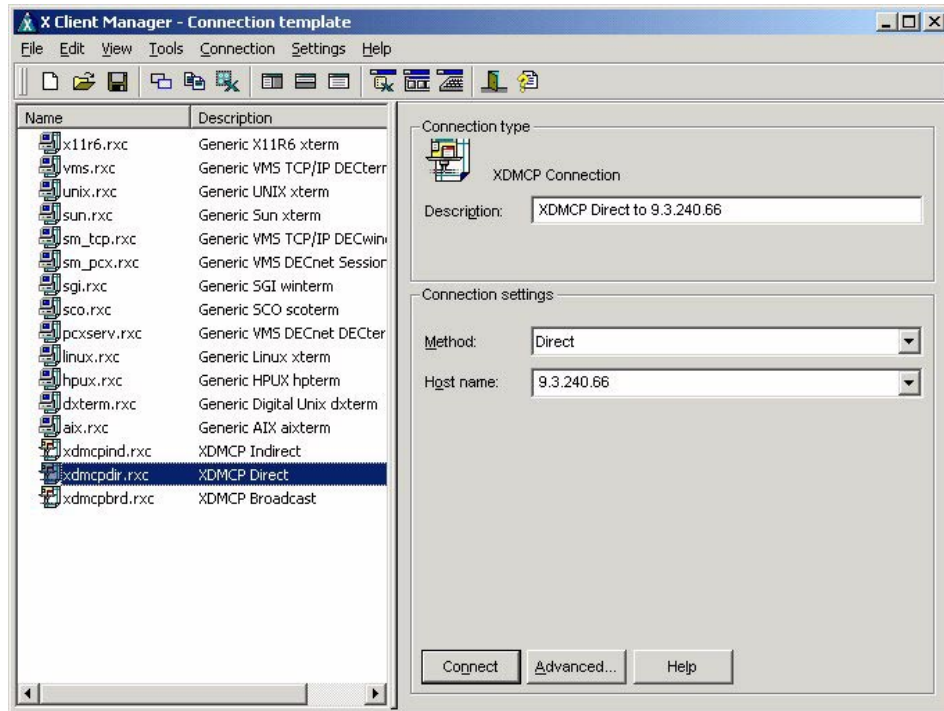 X Client Manager - Connection template
File Edit View Tools Connection Settings Help
Name Description
x11r6.rxc Generic X11R6 xterm
vms.rxc Generic VMS TCP/IP DECterr
unix.rxc Generic UNIX xterm
sun.rxc Generic Sun xterm
sm_tcp.rxc Generic VMS TCP/IP DECwin
sm_pcx.rxc Generic VMS DECnet Session
sgi.rxc Generic SGI winterm
sco.rxc Generic SCO scoterm
pcxserv.rxc Generic VMS DECnet DECter
linux.rxc Generic Linux xterm
hpux.rxc Generic HPUX hpterm
dxterm.rxc Generic Digital Unix dxterm
aix.rxc Generic AIX aixterm
xdmcpind.rxc XDMCP Indirect
xdmcpdir.rxc XDMCP Direct
xdmcpbrd.rxc XDMCP Broadcast
Connection type
XDMCP Connection
Description: XDMCP Direct to 9.3.240.66
Connection settings
Method: Direct
Host name: 9.3.240.66
Connect Advanced... Help